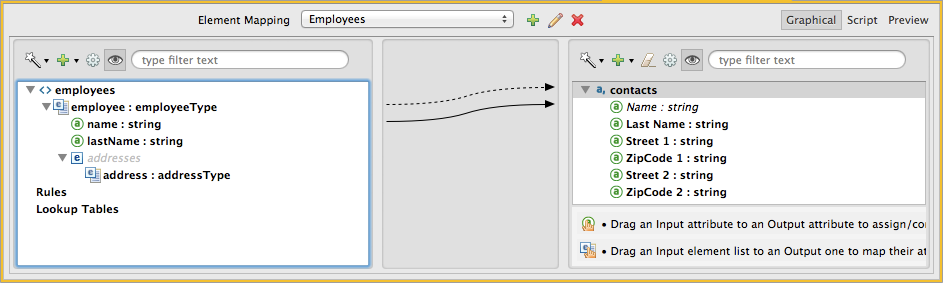 Element Mapping Employees Graphical Script Preview
type filter text
employees
employee : employeeType
name : string
lastName : string
addresses
address : addressType
Rules
Lookup Tables
type filter text
contacts
Name : string
Last Name : string
Street 1 : string
ZipCode 1 : string
Street 2 : string
ZipCode 2 : string
• Drag an Input attribute to an Output attribute to assign/co
• Drag an Input element list to an Output one to map their at